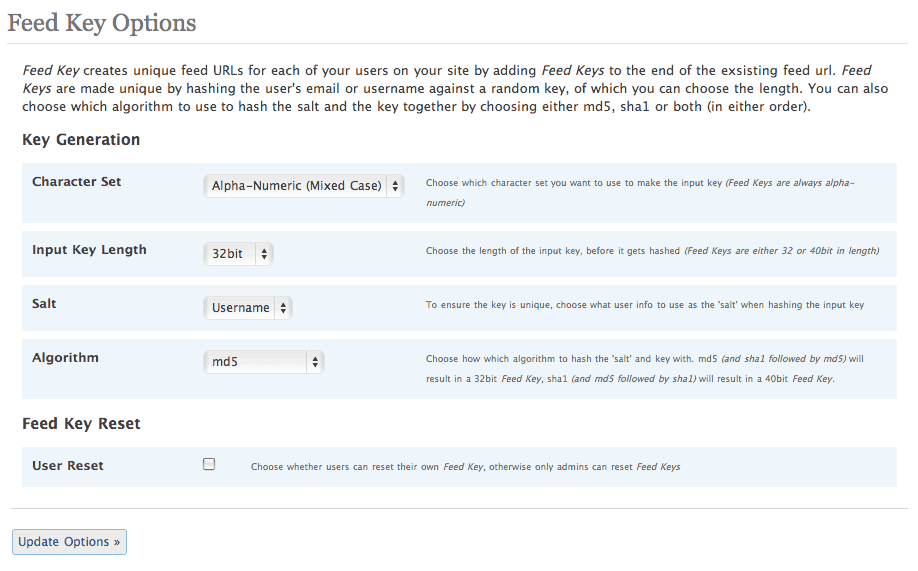 Feed Key Options
Feed Key creates unique feed URLs for each of your users on your site by adding Feed Keys to the end of the exsisting feed url. Feed
Keys are made unique by hashing the user's email or username against a random key, of which you can choose the length. You can also
choose which algorithm to use to hash the salt and the key together by choosing either md5, sha1 or both (in either order).
Key Generation
Character Set
Alpha-Numeric (Mixed Case)
Choose which character set you want to use to make the input key (Feed Keys are always alpha-
numeric)
Input Key Length
32bit
Choose the length of the input key, before it gets hashed (Feed Keys are either 32 or 40bit in length)
Salt
Username
To ensure the key is unique, choose what user info to use as the 'salt' when hashing the input key
Algorithm
md5
Choose how which algorithm to hash the 'salt' and key with. md5 (and sha1 followed by md5) will
result in a 32bit Feed Key, sha1 (and md5 followed by sha1) will result in a 40bit Feed Key.
Feed Key Reset
User Reset
Choose whether users can reset their own Feed Key, otherwise only admins can reset Feed Keys
Update Options »